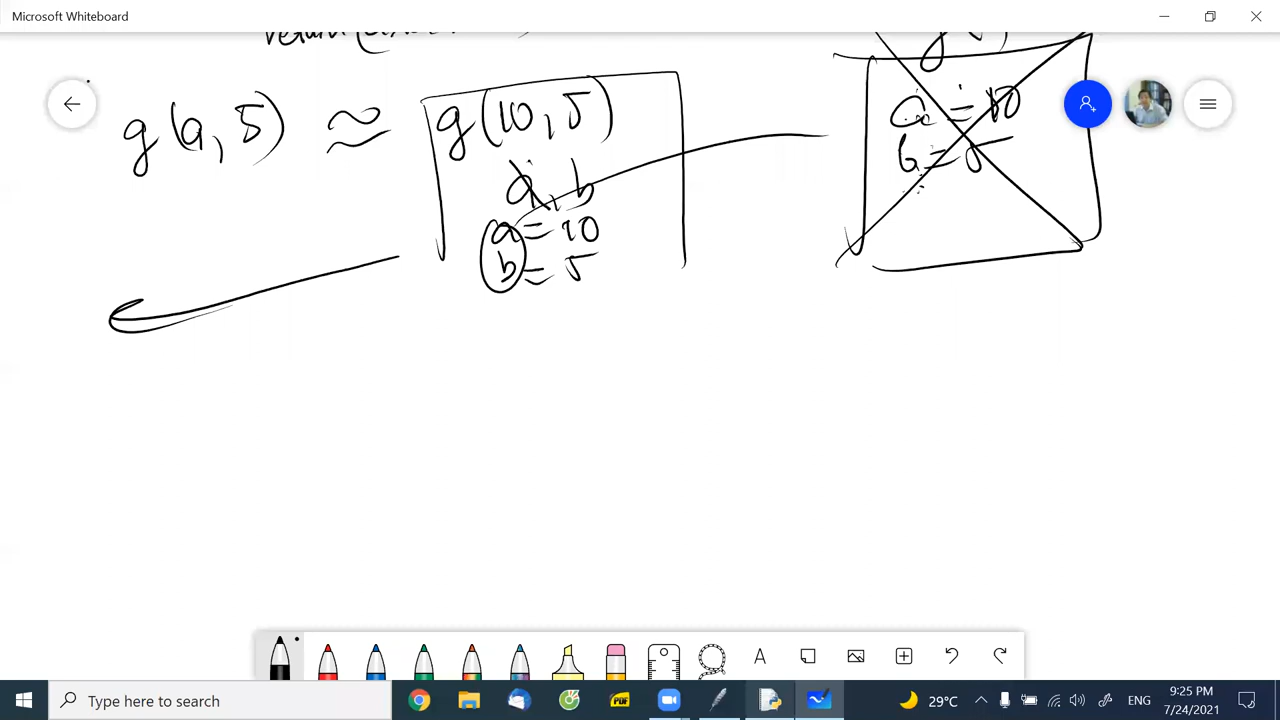 Microsoft Whiteboard
g(a, 5) ≈ g(10, 5)
a, b
a = 10
b = 5
a = 10
b = 5
A
Type here to search
29°C
ENG
9:25 PM
7/24/2021